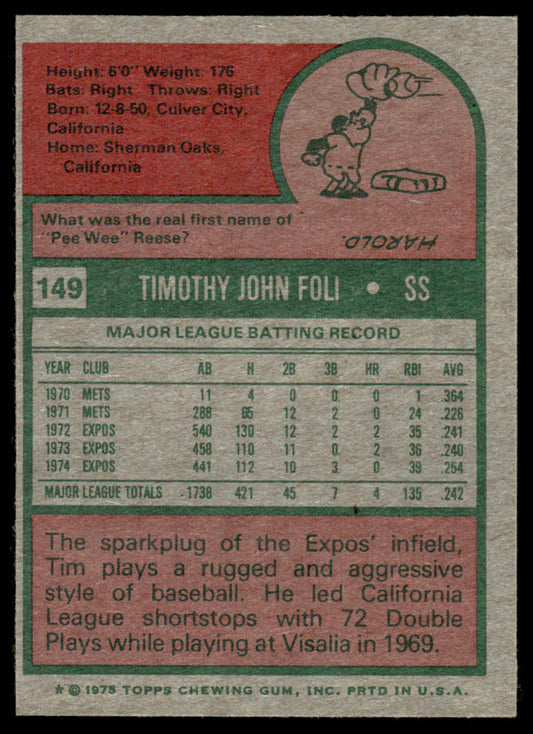 Height: 6'0" Weight: 176
Bats: Right Throws: Right
Born: 12-8-50, Culver City,
California
Home: Sherman Oaks,
California
What was the real first name of
"Pee Wee" Reese?
HAROLD.
149 TIMOTHY JOHN FOLI • SS
MAJOR LEAGUE BATTING RECORD
YEAR CLUB AB H 2B 3B HR RBI AVG
1970 METS 11 4 0 0 0 1 .364
1971 METS 288 65 12 2 0 24 .226
1972 EXPOS 540 130 12 2 2 35 .241
1973 EXPOS 458 110 11 0 2 36 .240
1974 EXPOS 441 112 10 3 0 39 .254
MAJOR LEAGUE TOTALS 1738 421 45 7 4 135 .242
The sparkplug of the Expos' infield,
Tim plays a rugged and aggressive
style of baseball. He led California
League shortstops with 72 Double
Plays while playing at Visalia in 1969.
* © 1975 TOPPS CHEWING GUM, INC. PRTD IN U.S.A.